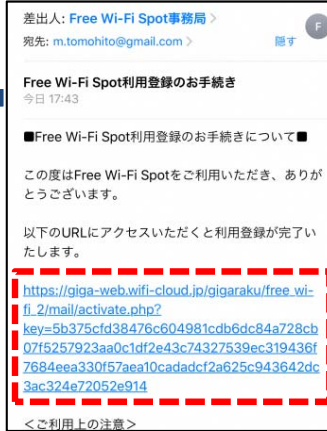 差出人: Free Wi-Fi Spot事務局
宛先: m.tomohito@gmail.com
隠す
F
Free Wi-Fi Spot利用登録のお手続き
今日 17:43
■Free Wi-Fi Spot利用登録のお手続きについて■
この度はFree Wi-Fi Spotをご利用いただき、ありが
とうございます。
以下のURLにアクセスいただくと利用登録が完了い
たします。
https://giga-web.wifi-cloud.jp/gigaraku/free_wi-
fi_2/mail/activate.php?
key=5b375cfd38476c604981cdb6dc84a728cb
07f5257923aa0c1df2e43c74327539ec319436f
7684eea330f57aea10cadadcf2a625c943642dc
3ac324e72052e914
＜ご利用上の注意＞